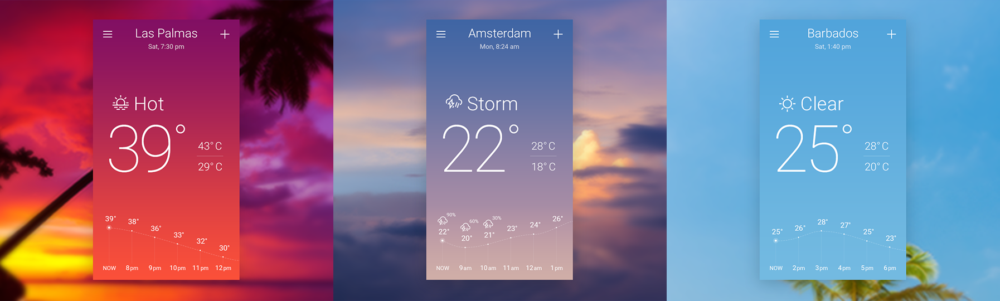 Las Palmas
Sat, 7:30 pm
Hot
39°
43° C
29° C
39° 38° 36° 33° 32° 30°
NOW 8pm 9pm 10pm 11pm 12pm
Amsterdam
Mon, 8:24 am
Storm
22°
28° C
18° C
90% 60% 30%
22° 20° 21° 23° 24° 26°
NOW 9am 10am 11am 12am 1pm
Barbados
Sat, 1:40 pm
Clear
25°
28° C
20° C
25° 26° 28° 27° 25° 23°
NOW 2pm 3pm 4pm 5pm 6pm